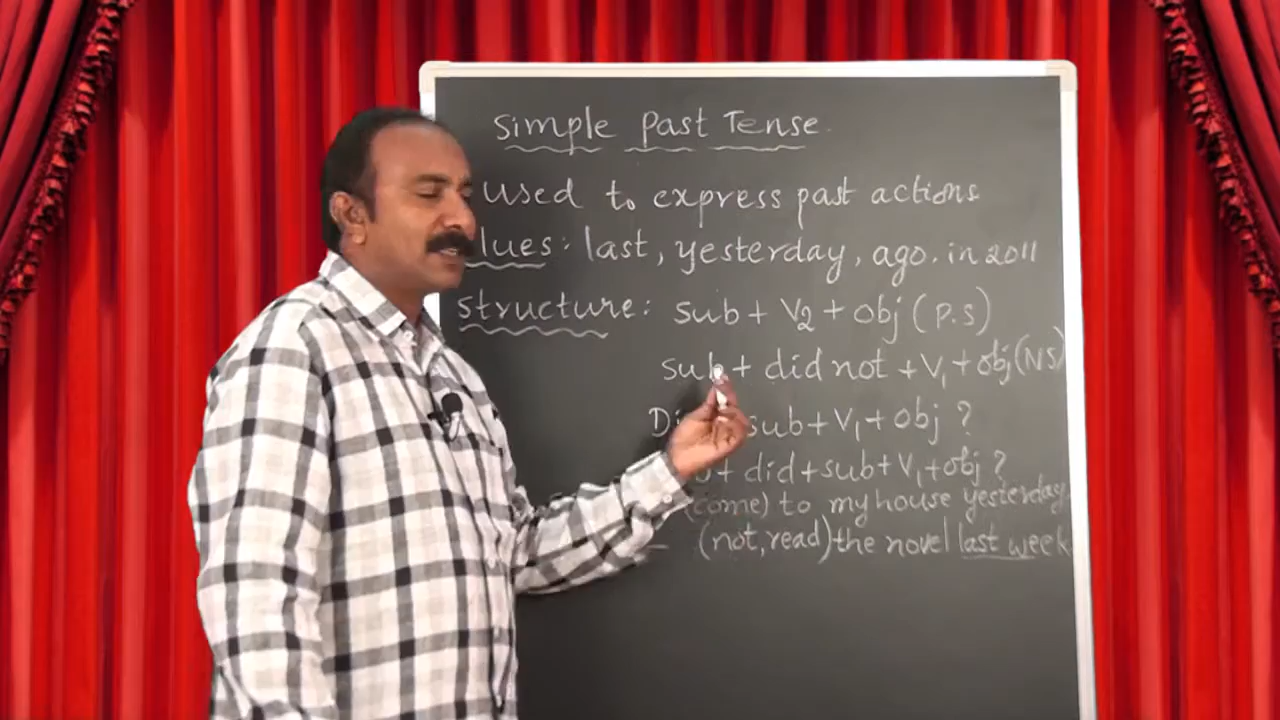 Simple Past Tense.
used to express past actions
lues: last, yesterday, ago. in 2011
structure: sub + V2 + obj (P.S)
sub + did not + V1 + obj (NS)
sub + V1 + obj ?
+ did + sub + V1 + obj ?
(come) to my house yesterday.
(not, read) the novel last week